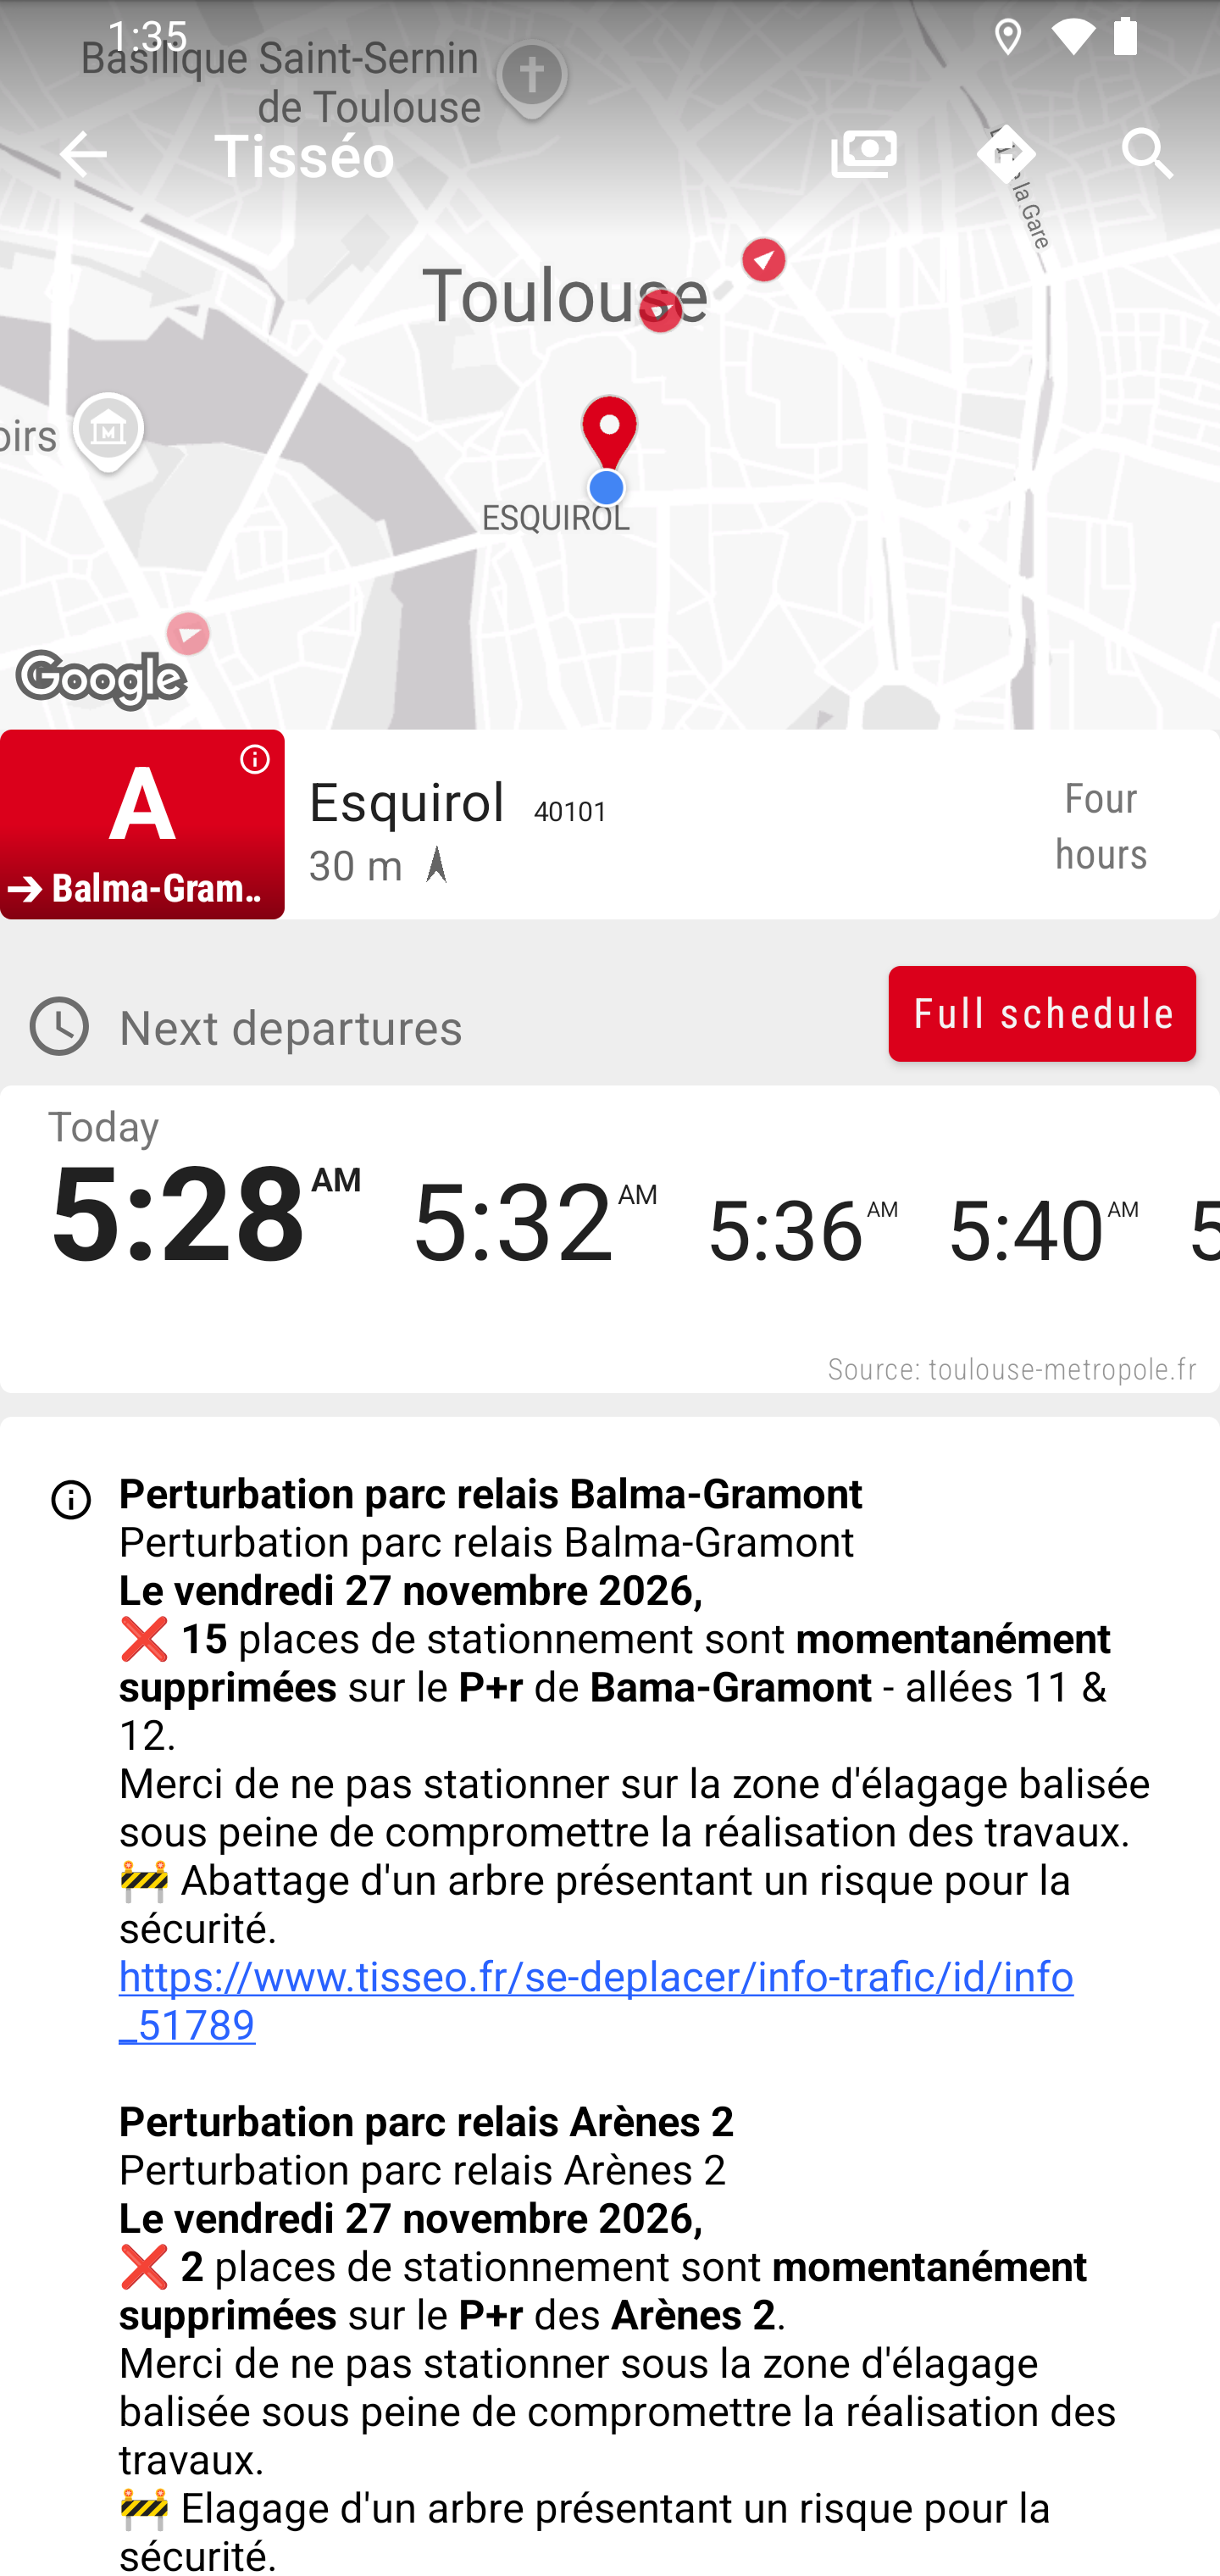 1:35
Basilique Saint-Sernin
de Toulouse
Tisséo
la Gare
Toulouse
oirs
ESQUIROL
Google
A
Balma-Gram..
Esquirol 40101
30 m
Four
hours
Next departures
Full schedule
Today
5:28 AM 5:32 AM 5:36 AM 5:40 AM 5
Source: toulouse-metropole.fr
Perturbation parc relais Balma-Gramont
Perturbation parc relais Balma-Gramont
Le vendredi 27 novembre 2026,
❌ 15 places de stationnement sont momentanément
supprimées sur le P+r de Bama-Gramont - allées 11 &
12.
Merci de ne pas stationner sur la zone d'élagage balisée
sous peine de compromettre la réalisation des travaux.
🚧 Abattage d'un arbre présentant un risque pour la
sécurité.
https://www.tisseo.fr/se-deplacer/info-trafic/id/info
_51789
Perturbation parc relais Arènes 2
Perturbation parc relais Arènes 2
Le vendredi 27 novembre 2026,
❌ 2 places de stationnement sont momentanément
supprimées sur le P+r des Arènes 2.
Merci de ne pas stationner sous la zone d'élagage
balisée sous peine de compromettre la réalisation des
travaux.
🚧 Elagage d'un arbre présentant un risque pour la
sécurité.